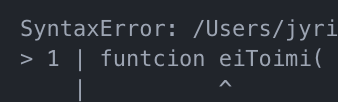 SyntaxError: /Users/jyri
> 1 | funtcion eiToimi(
    |          ^